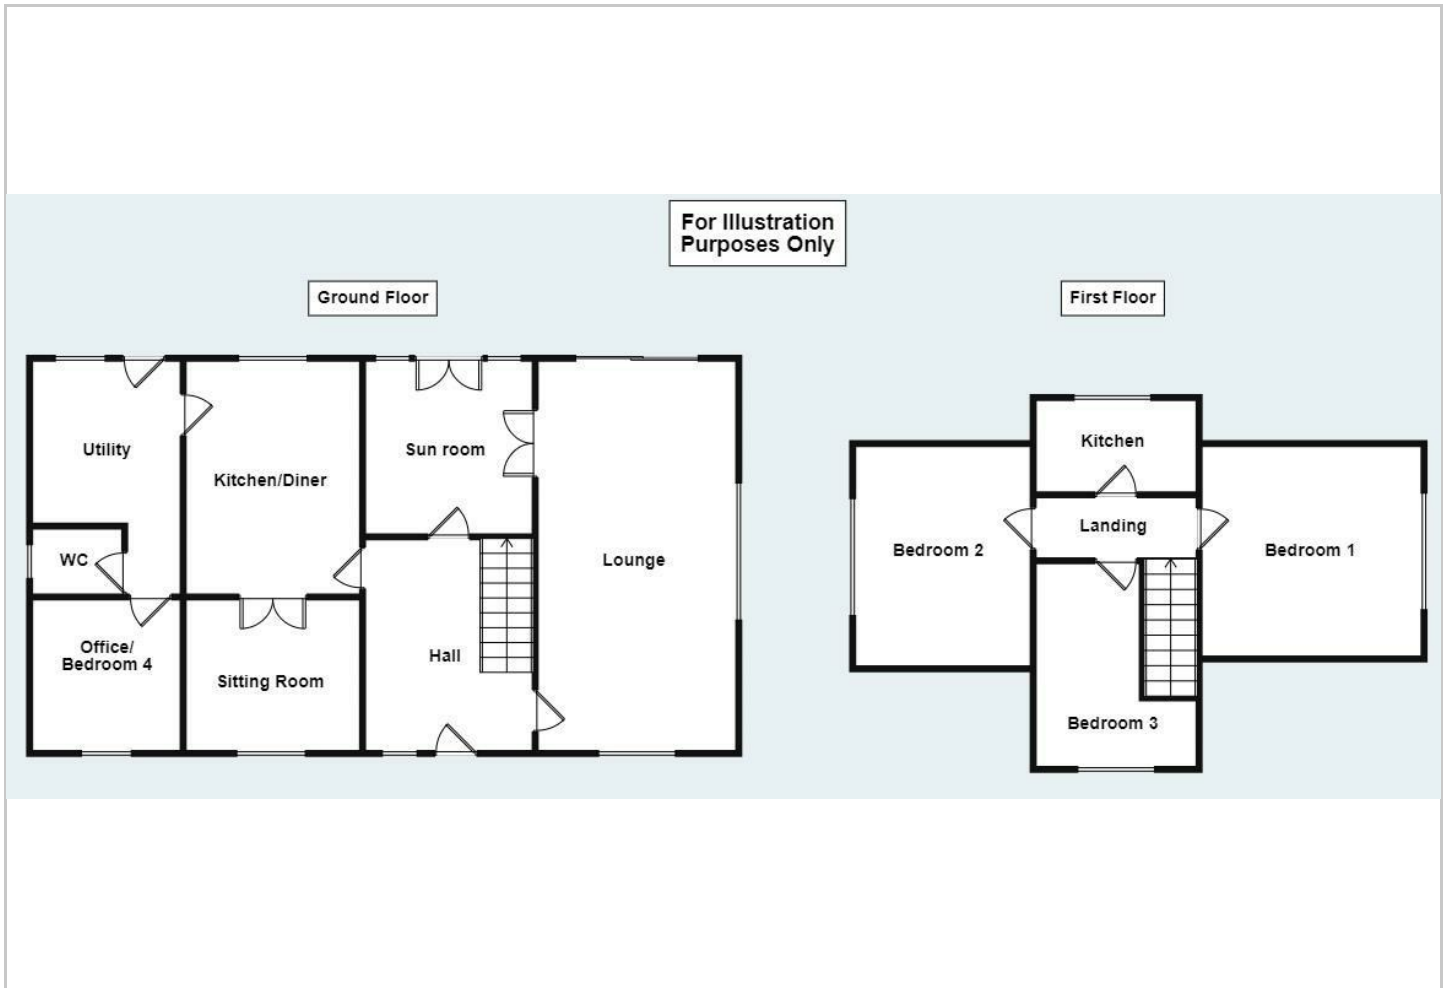 For Illustration
Purposes Only
Ground Floor
First Floor
Utility
Kitchen/Diner
Sun room
WC
Lounge
Office/
Bedroom 4
Sitting Room
Hall
Kitchen
Landing
Bedroom 2
Bedroom 1
Bedroom 3